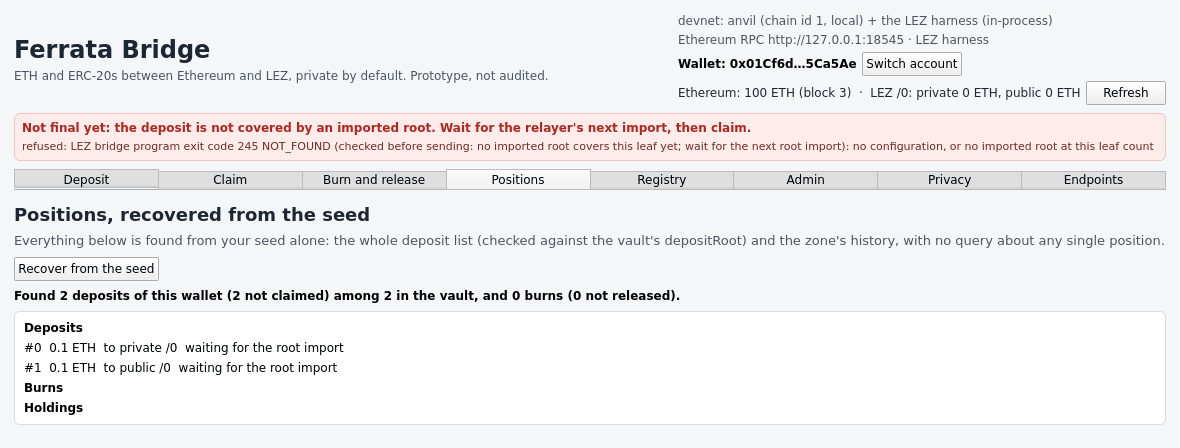 Ferrata Bridge
ETH and ERC-20s between Ethereum and LEZ, private by default. Prototype, not audited.
devnet: anvil (chain id 1, local) + the LEZ harness (in-process)
Ethereum RPC http://127.0.0.1:18545 · LEZ harness
Wallet: 0x01Cf6d…5Ca5Ae Switch account
Ethereum: 100 ETH (block 3) · LEZ /0: private 0 ETH, public 0 ETH Refresh
Not final yet: the deposit is not covered by an imported root. Wait for the relayer's next import, then claim.
refused: LEZ bridge program exit code 245 NOT_FOUND (checked before sending: no imported root covers this leaf yet; wait for the next root import): no configuration, or no imported root at this leaf count
Deposit Claim Burn and release Positions Registry Admin Privacy Endpoints
Positions, recovered from the seed
Everything below is found from your seed alone: the whole deposit list (checked against the vault's depositRoot) and the zone's history, with no query about any single position.
Recover from the seed
Found 2 deposits of this wallet (2 not claimed) among 2 in the vault, and 0 burns (0 not released).
Deposits
#0 0.1 ETH to private /0 waiting for the root import
#1 0.1 ETH to public /0 waiting for the root import
Burns
Holdings